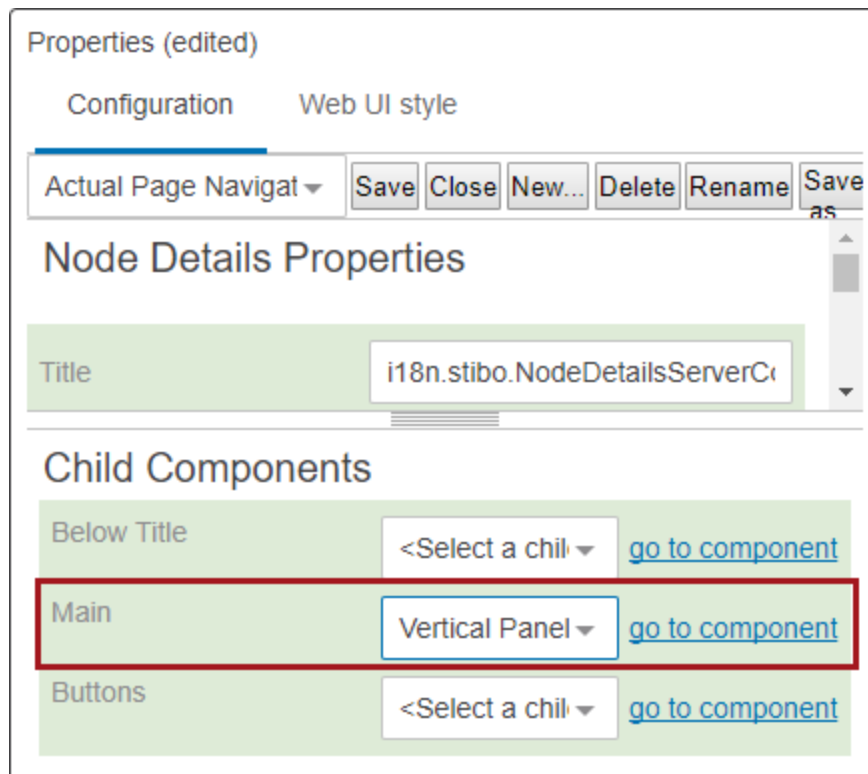 Properties (edited)
Configuration Web UI style
Actual Page Navigat Save Close New... Delete Rename Save as
Node Details Properties
Title i18n.stibo.NodeDetailsServerCo
Child Components
Below Title <Select a chil go to component
Main Vertical Panel go to component
Buttons <Select a chil go to component